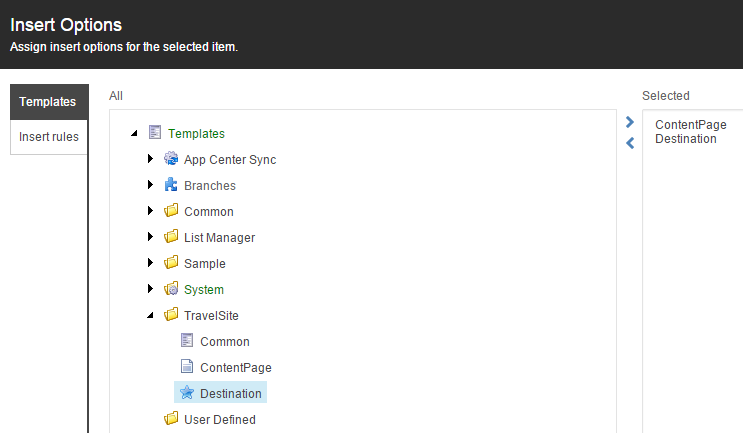 Insert Options
Assign insert options for the selected item.
Templates
Insert rules
All
Templates
App Center Sync
Branches
Common
List Manager
Sample
System
TravelSite
Common
ContentPage
Destination
User Defined
Selected
ContentPage
Destination